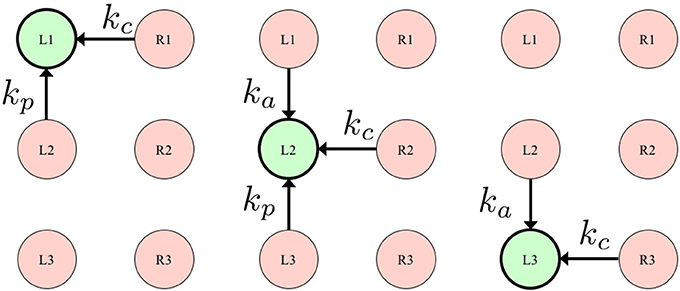 L1 k_c R1 L1 R1 L1 R1
k_p k_a
L2 R2 L2 k_c R2 L2 R2
k_p k_a
L3 R3 L3 R3 L3 k_c R3